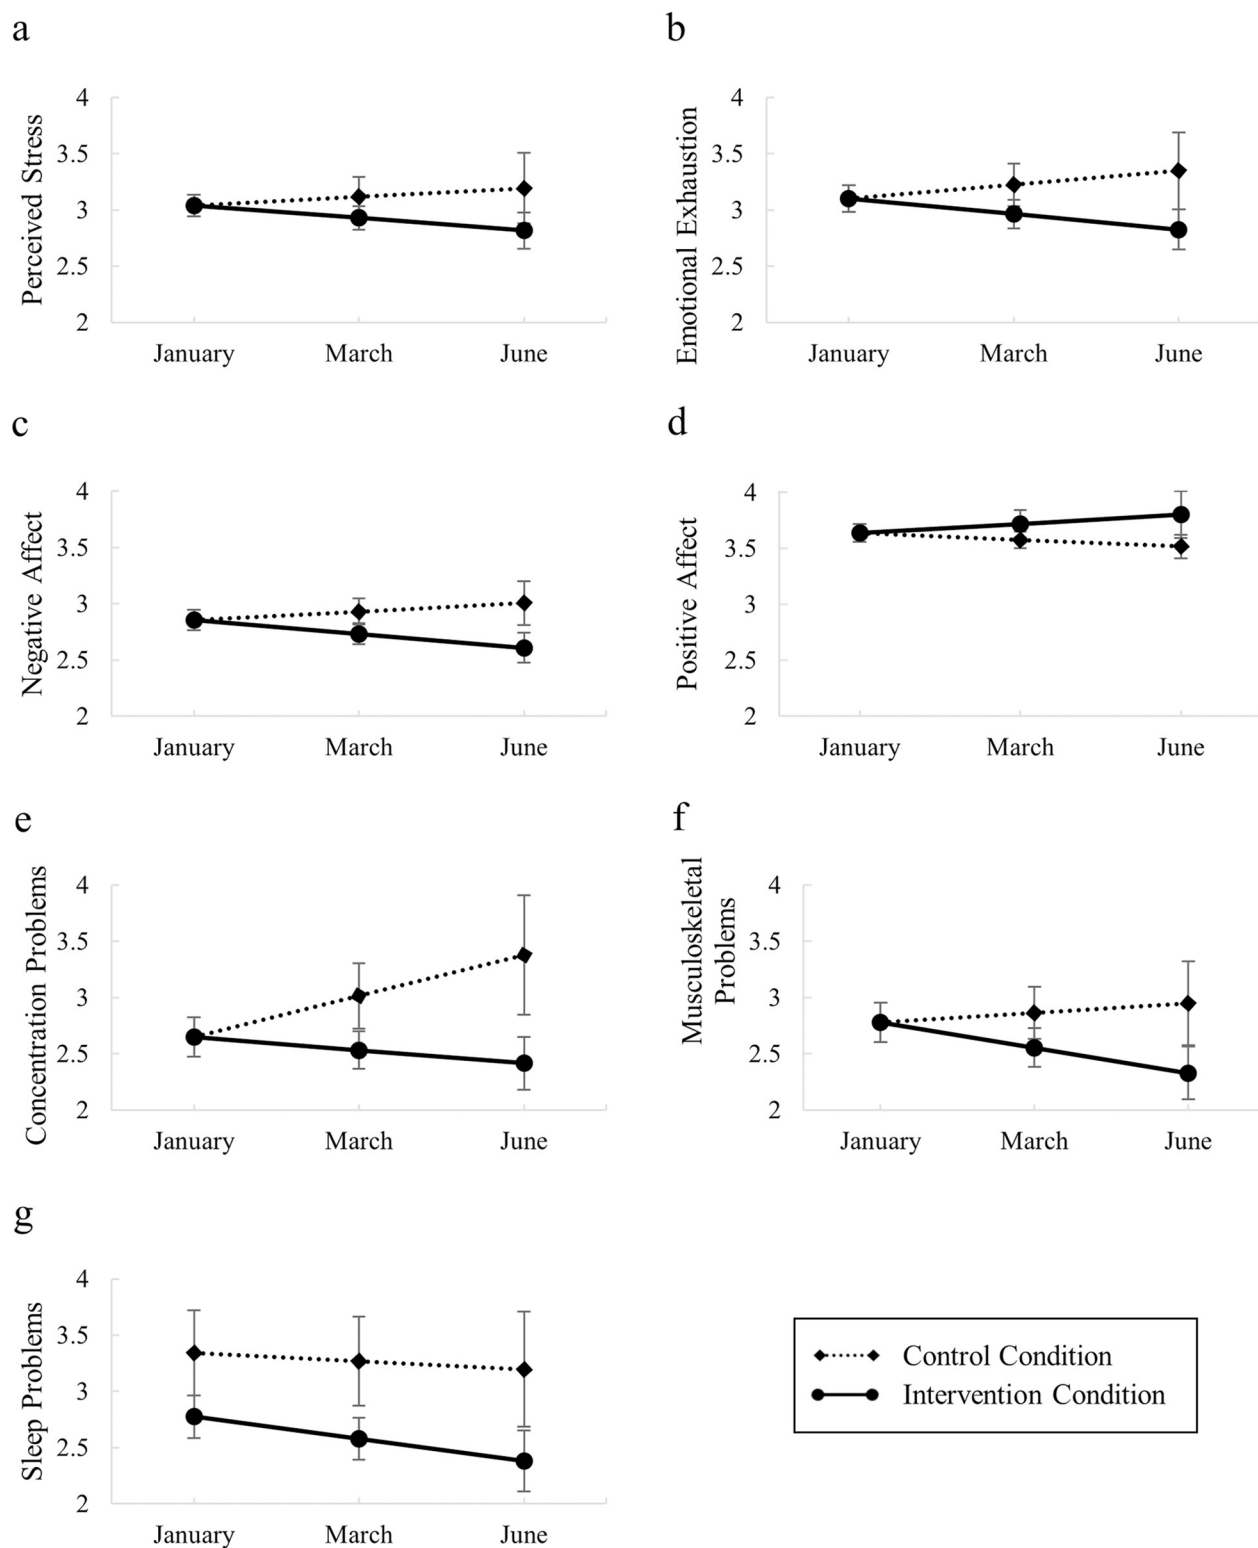 a
4
3.5
3
2.5
2
Perceived Stress
January March June
b
4
3.5
3
2.5
2
Emotional Exhaustion
January March June
c
4
3.5
3
2.5
2
Negative Affect
January March June
d
4
3.5
3
2.5
2
Positive Affect
January March June
e
4
3.5
3
2.5
2
Concentration Problems
January March June
f
4
3.5
3
2.5
2
Musculoskeletal
Problems
January March June
g
4
3.5
3
2.5
2
Sleep Problems
January March June
Control Condition
Intervention Condition